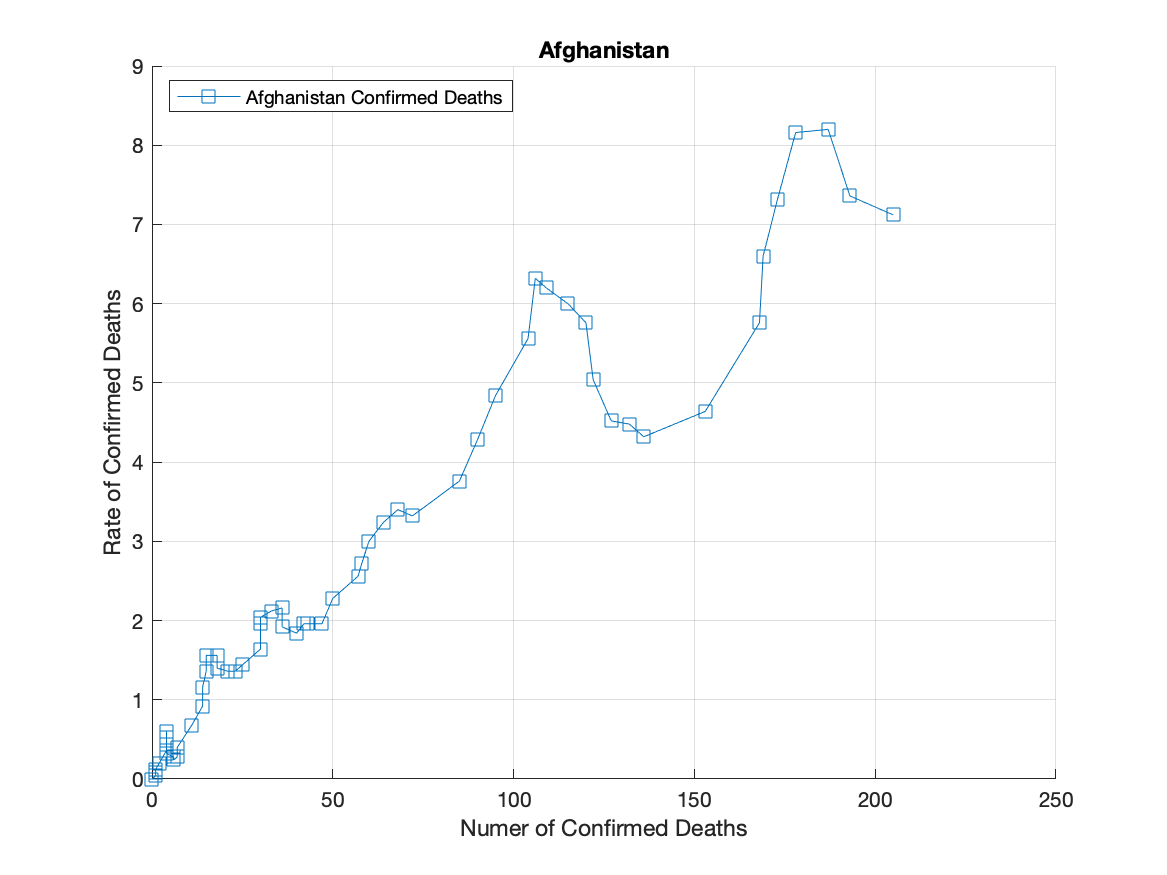 Afghanistan
Afghanistan Confirmed Deaths
9
8
7
6
5
4
3
2
1
0
Rate of Confirmed Deaths
0 50 100 150 200 250
Numer of Confirmed Deaths